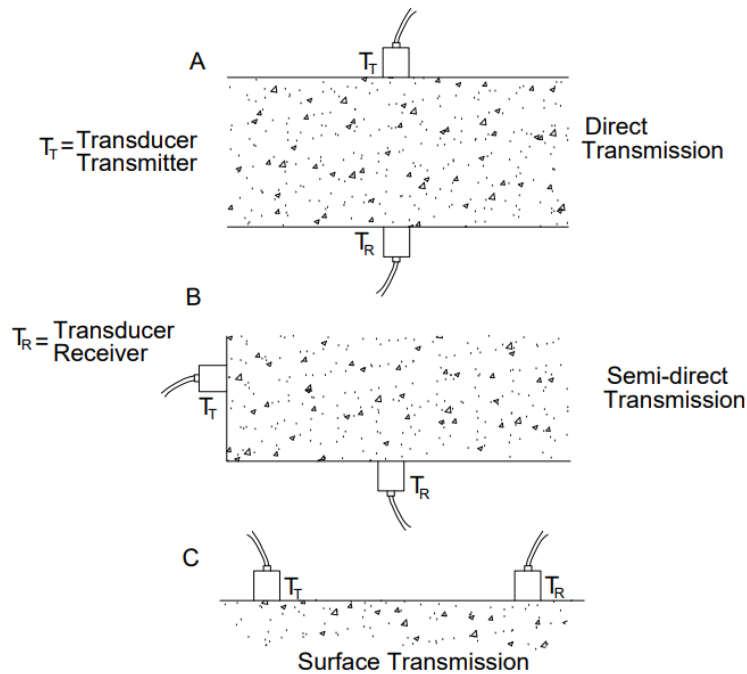 A
T_T
T_T = Transducer
Transmitter
Direct
Transmission
T_R
B
T_R = Transducer
Receiver
T_T
Semi-direct
Transmission
T_R
C
T_T
T_R
Surface Transmission